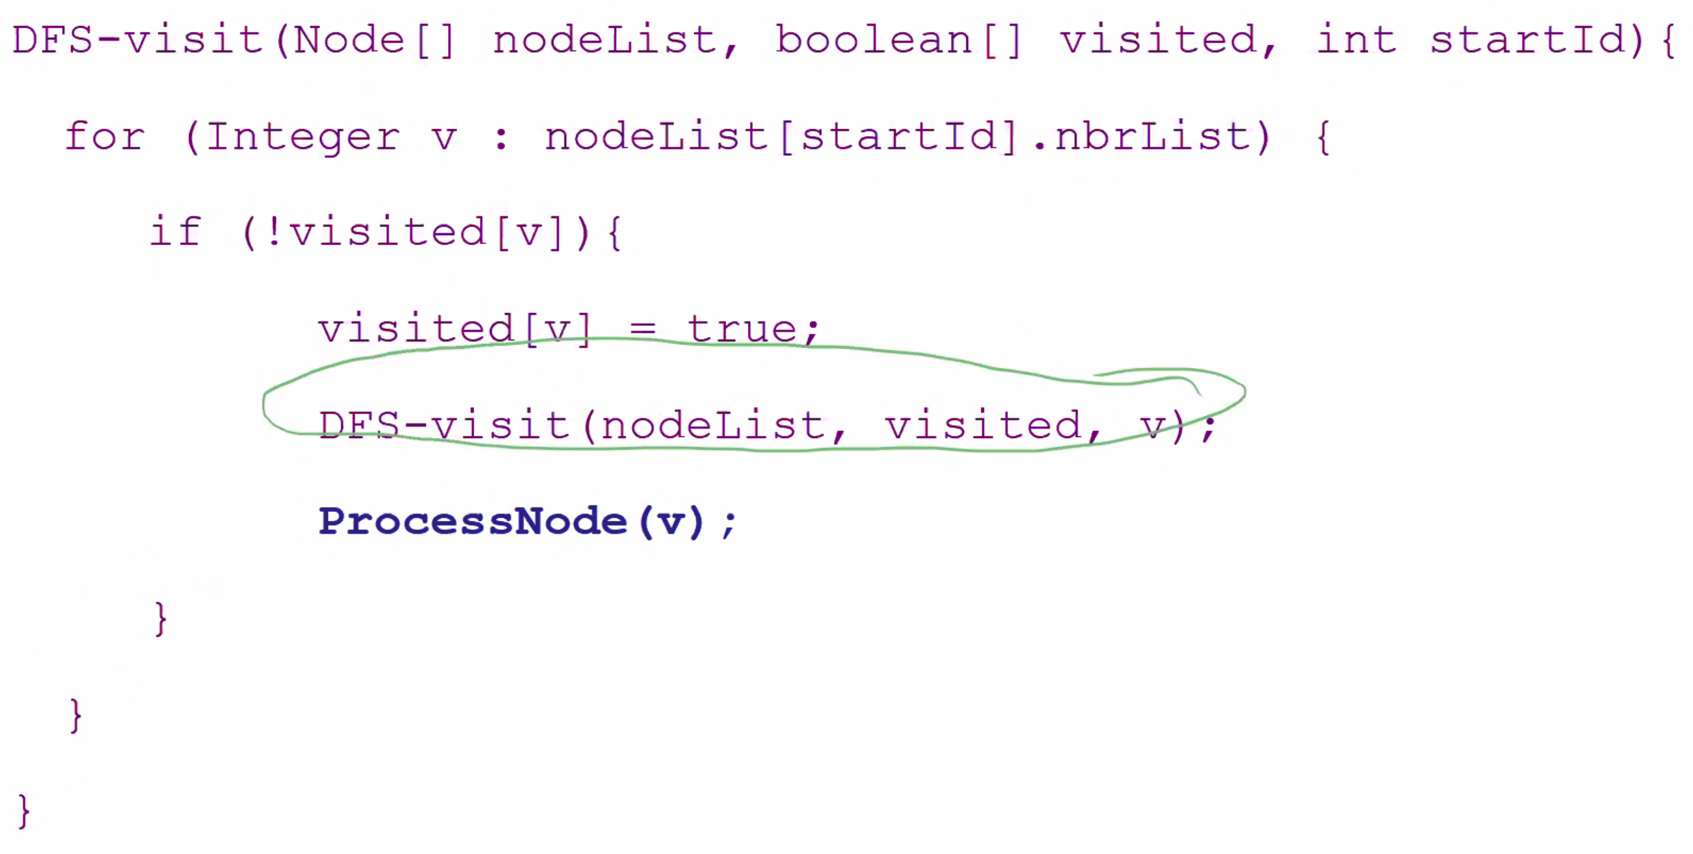 DFS-visit(Node[] nodeList, boolean[] visited, int startId){
for (Integer v : nodeList[startId].nbrList) {
if (!visited[v]){
visited[v] = true;
DFS-visit(nodeList, visited, v);
ProcessNode(v);
}
}
}